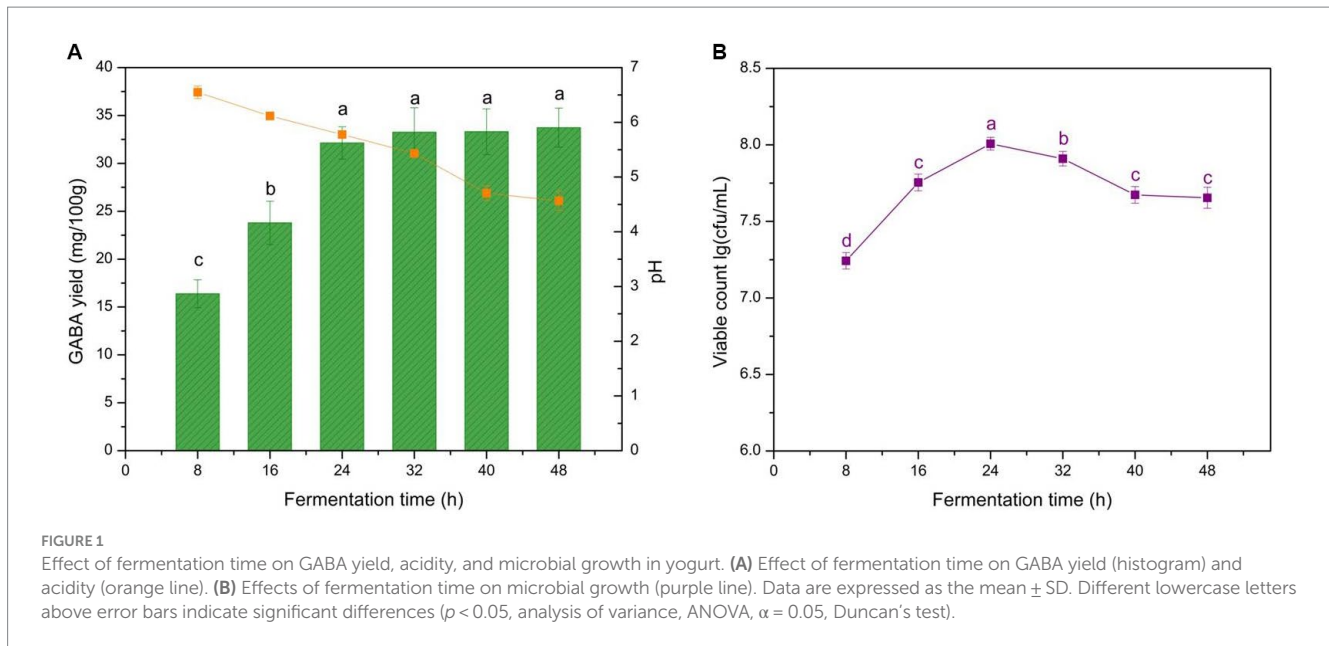 A
40
35
30
25
20
15
10
5
0
GABA yield (mg/100g)
c
b
a
a
a
a
7
6
5
4
3
2
1
0
pH
0
8
16
24
32
40
48
Fermentation time (h)
B
8.5
8.0
7.5
7.0
6.5
6.0
Viable count lg(cfu/mL)
d
c
a
b
c
c
0
8
16
24
32
40
48
Fermentation time (h)
FIGURE 1
Effect of fermentation time on GABA yield, acidity, and microbial growth in yogurt. (A) Effect of fermentation time on GABA yield (histogram) and
acidity (orange line). (B) Effects of fermentation time on microbial growth (purple line). Data are expressed as the mean ± SD. Different lowercase letters
above error bars indicate significant differences (p < 0.05, analysis of variance, ANOVA, α = 0.05, Duncan's test).